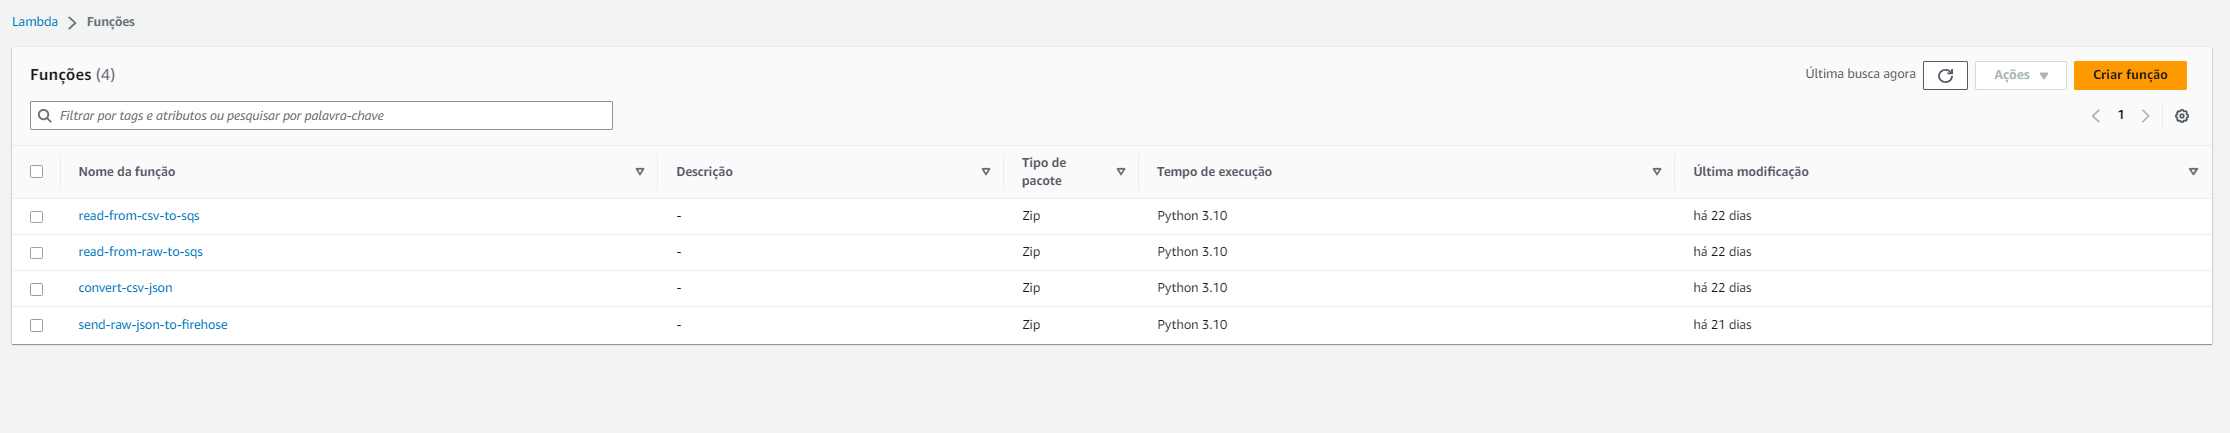 Lambda > Funções
Funções (4)
Última busca agora
Ações
Criar função
Filtrar por tags e atributos ou pesquisar por palavra-chave
1
Nome da função Descrição Tipo de pacote Tempo de execução Última modificação
read-from-csv-to-sqs - Zip Python 3.10 há 22 dias
read-from-raw-to-sqs - Zip Python 3.10 há 22 dias
convert-csv-json - Zip Python 3.10 há 22 dias
send-raw-json-to-firehose - Zip Python 3.10 há 21 dias